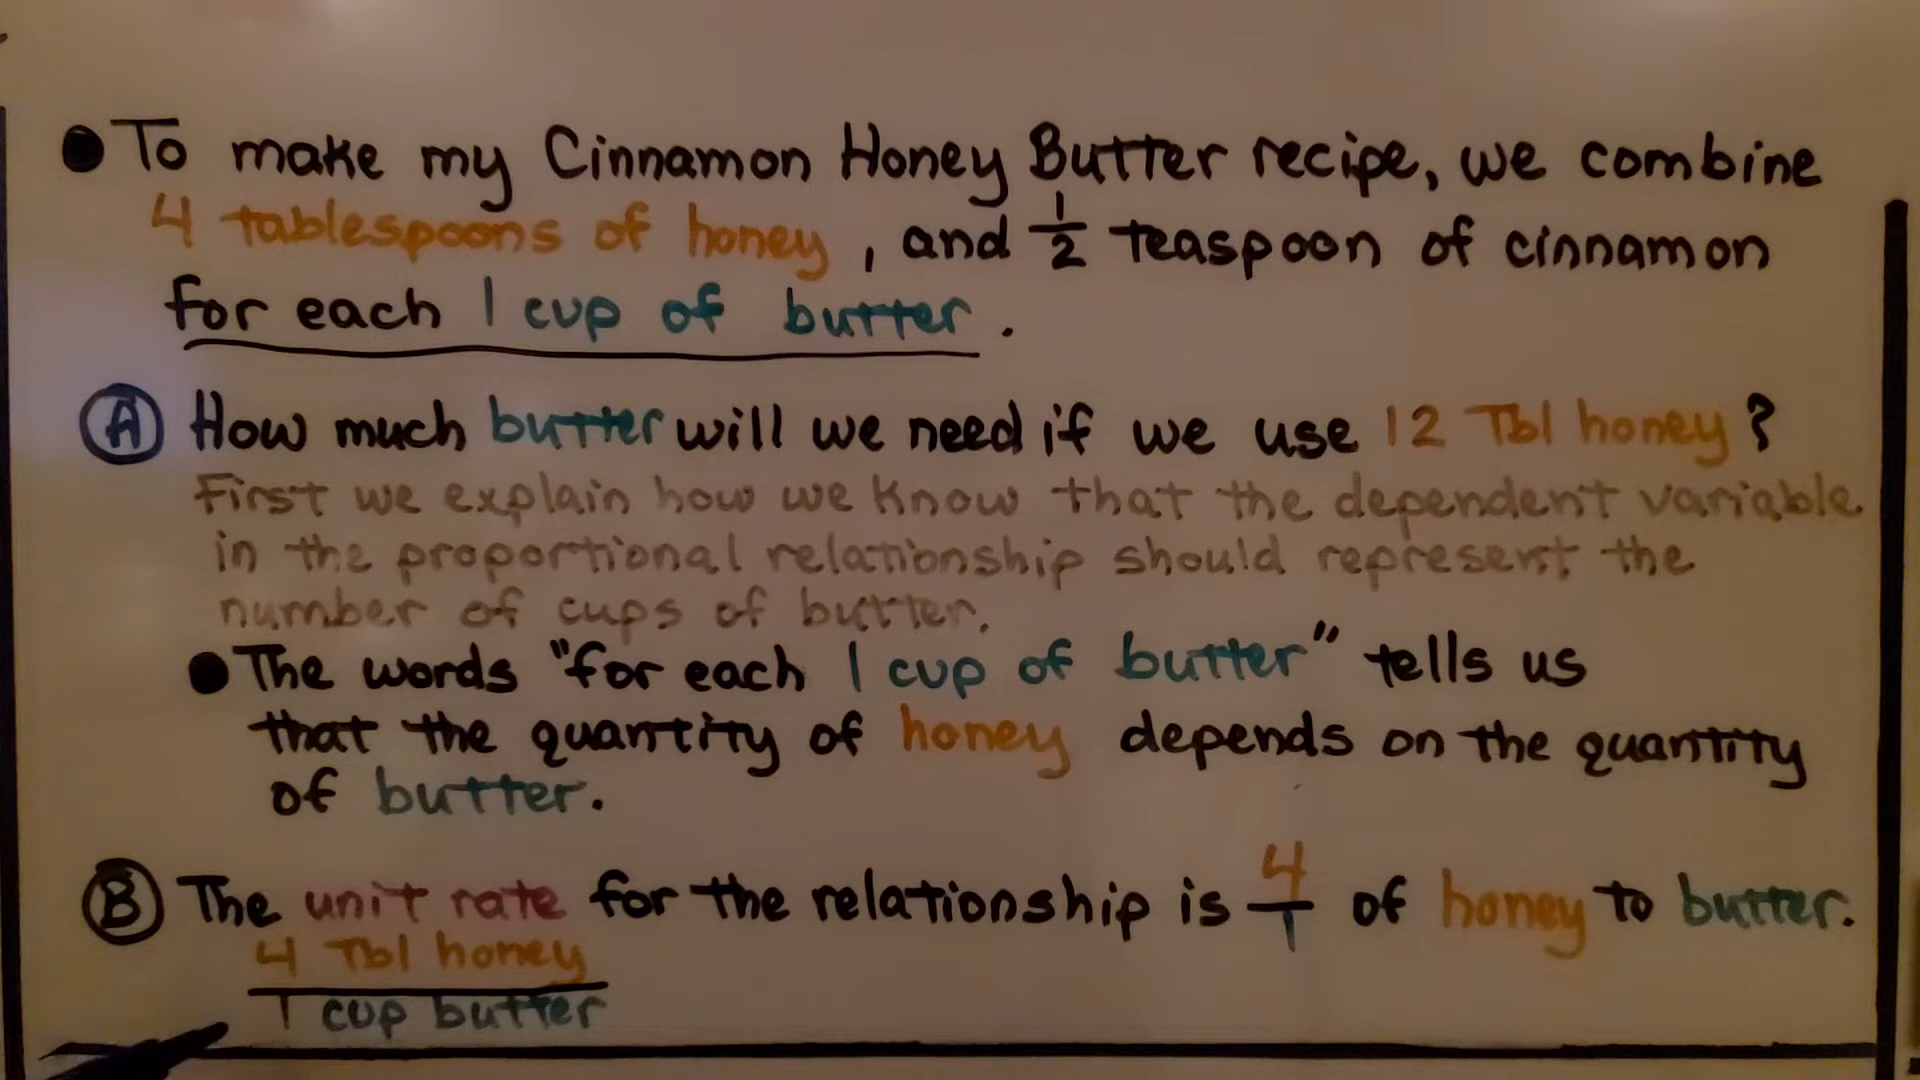 • To make my Cinnamon Honey Butter recipe, we combine
4 tablespoons of honey, and 1/2 teaspoon of cinnamon
for each 1 cup of butter.
A How much butter will we need if we use 12 Tbl honey?
First we explain how we know that the dependent variable
in the proportional relationship should represent the
number of cups of butter.
• The words "for each 1 cup of butter" tells us
that the quantity of honey depends on the quantity
of butter.
B The unit rate for the relationship is 4/1 of honey to butter.
4 Tbl honey
1 cup butter